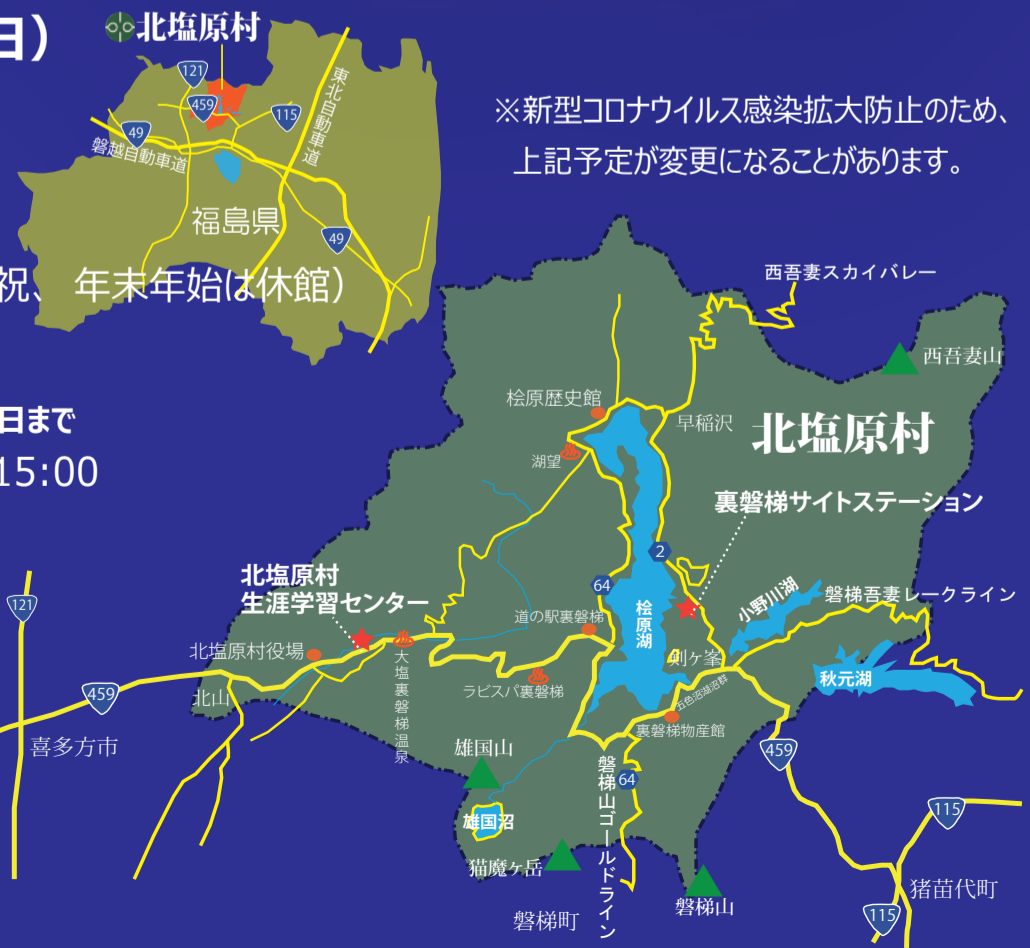 日）
北塩原村
121
459
115
東北自動車道
49
磐越自動車道
福島県
49
※新型コロナウイルス感染拡大防止のため、
上記予定が変更になることがあります。
祝、 年末年始は休館）
日まで
15:00
西吾妻スカイバレー
西吾妻山
桧原歴史館
早稲沢
北塩原村
湖望
裏磐梯サイトステーション
2
64
北塩原村
生涯学習センター
桧原湖
小野川湖
磐梯吾妻レークライン
道の駅裏磐梯
121
北塩原村役場
大塩裏磐梯温泉
剣ヶ峯
秋元湖
ラビスパ裏磐梯
五色沼湖沼群
459
北山
裏磐梯物産館
喜多方市
雄国山
459
磐梯山ゴールドライン
64
雄国沼
115
猫魔ヶ岳
磐梯山
猪苗代町
磐梯町
115